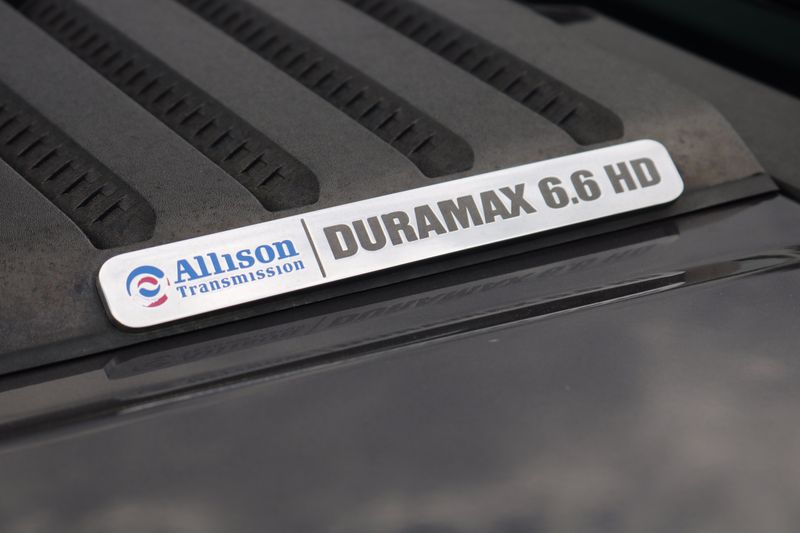 Allison
Transmission
DURAMAX 6.6 HD